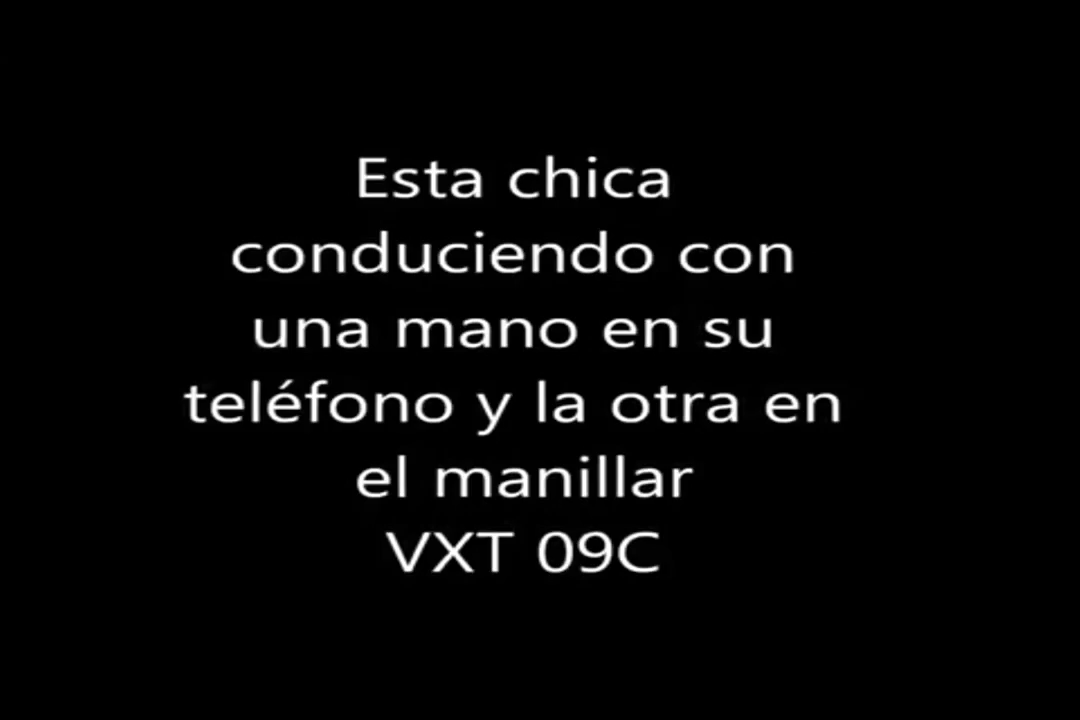 Esta chica
conduciendo con
una mano en su
teléfono y la otra en
el manillar
VXT 09C